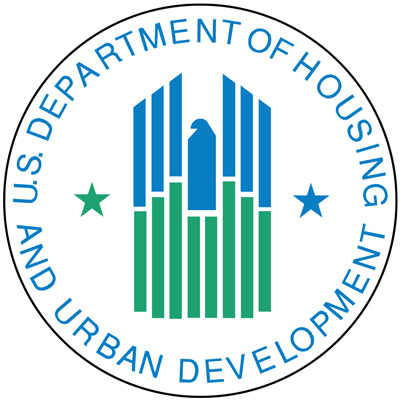 U.S. DEPARTMENT OF HOUSING
AND URBAN DEVELOPMENT